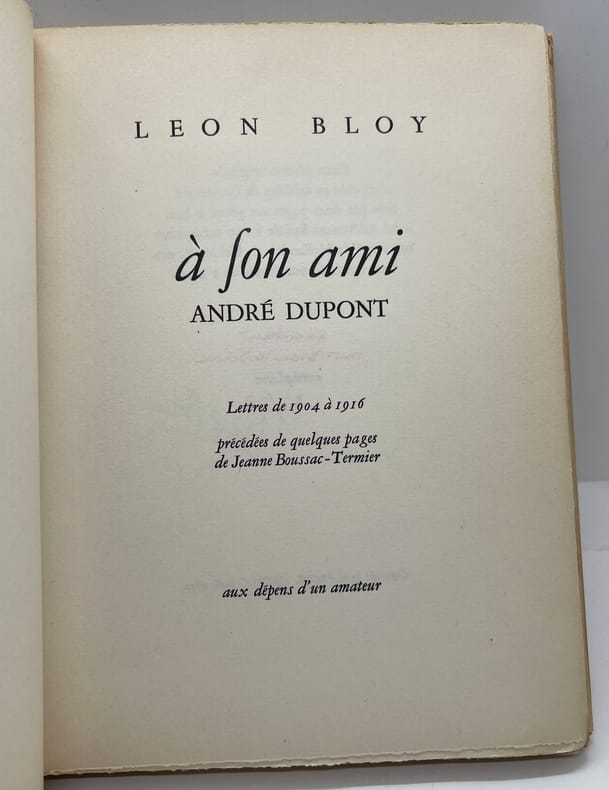 LEON BLOY
à ſon ami
ANDRÉ DUPONT
Lettres de 1904 à 1916
précédées de quelques pages
de Jeanne Boussac-Termier
aux dépens d'un amateur